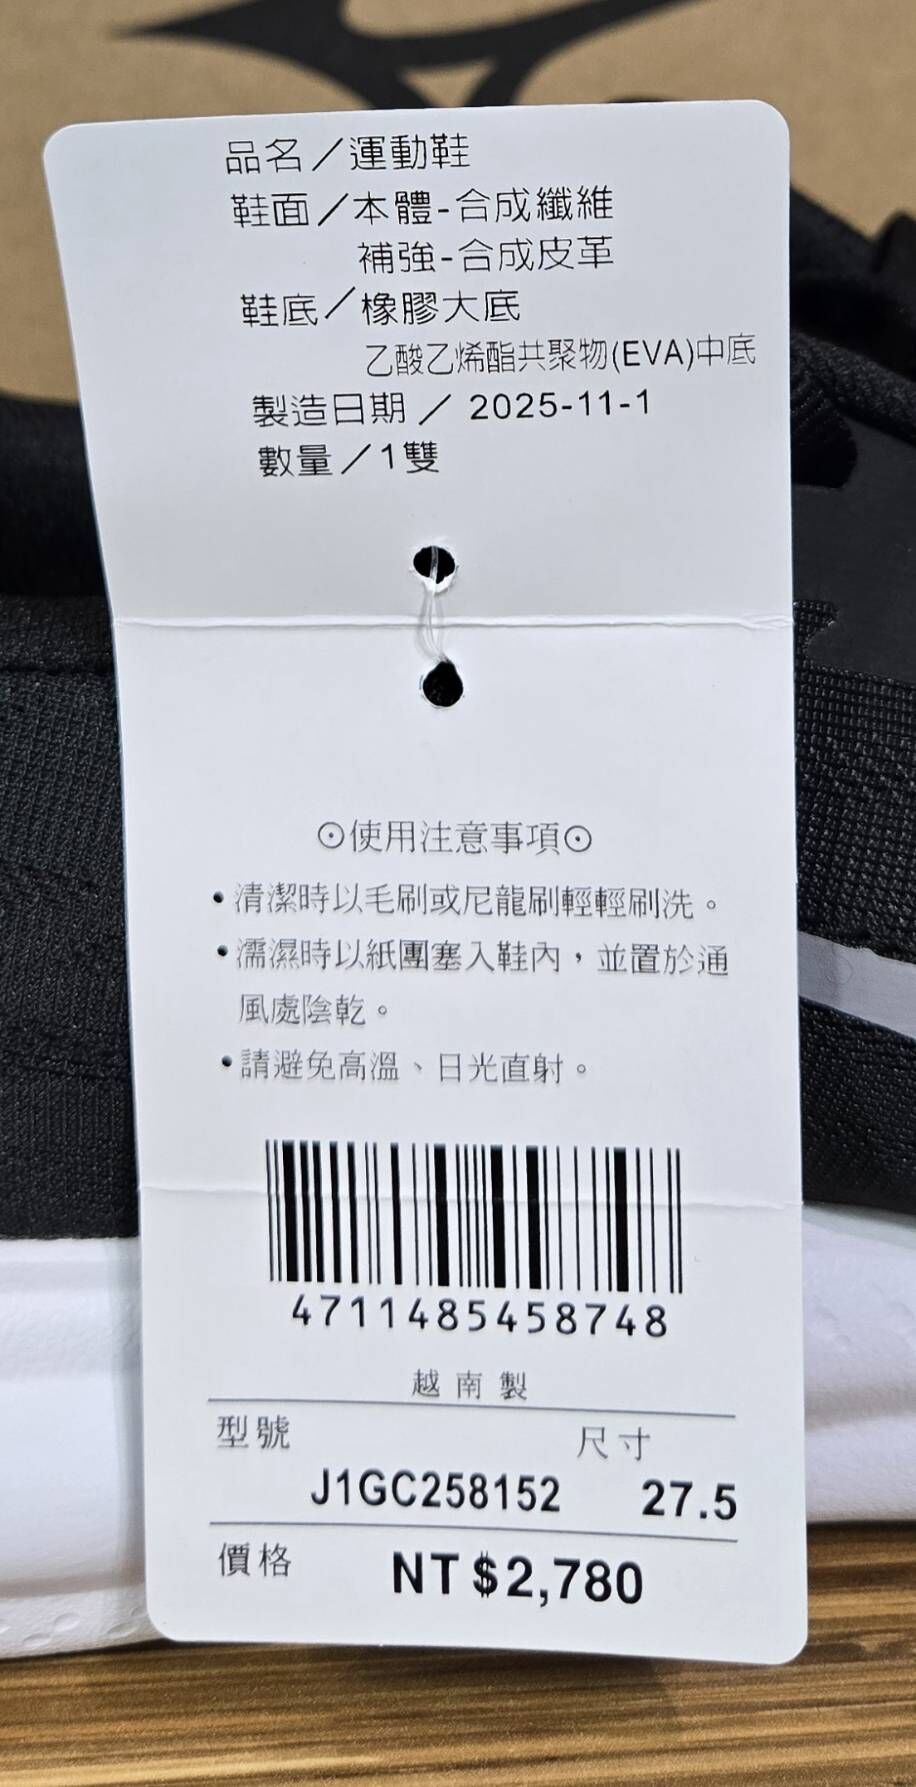 品名／運動鞋
鞋面／本體-合成纖維
補強-合成皮革
鞋底／橡膠大底
乙酸乙烯酯共聚物(EVA)中底
製造日期／ 2025-11-1
數量／1雙
⊙使用注意事項⊙
•清潔時以毛刷或尼龍刷輕輕刷洗。
•濡濕時以紙團塞入鞋內，並置於通
風處陰乾。
•請避免高溫、日光直射。
4711485458748
越南製
型號 尺寸
J1GC258152 27.5
價格 NT$2,780